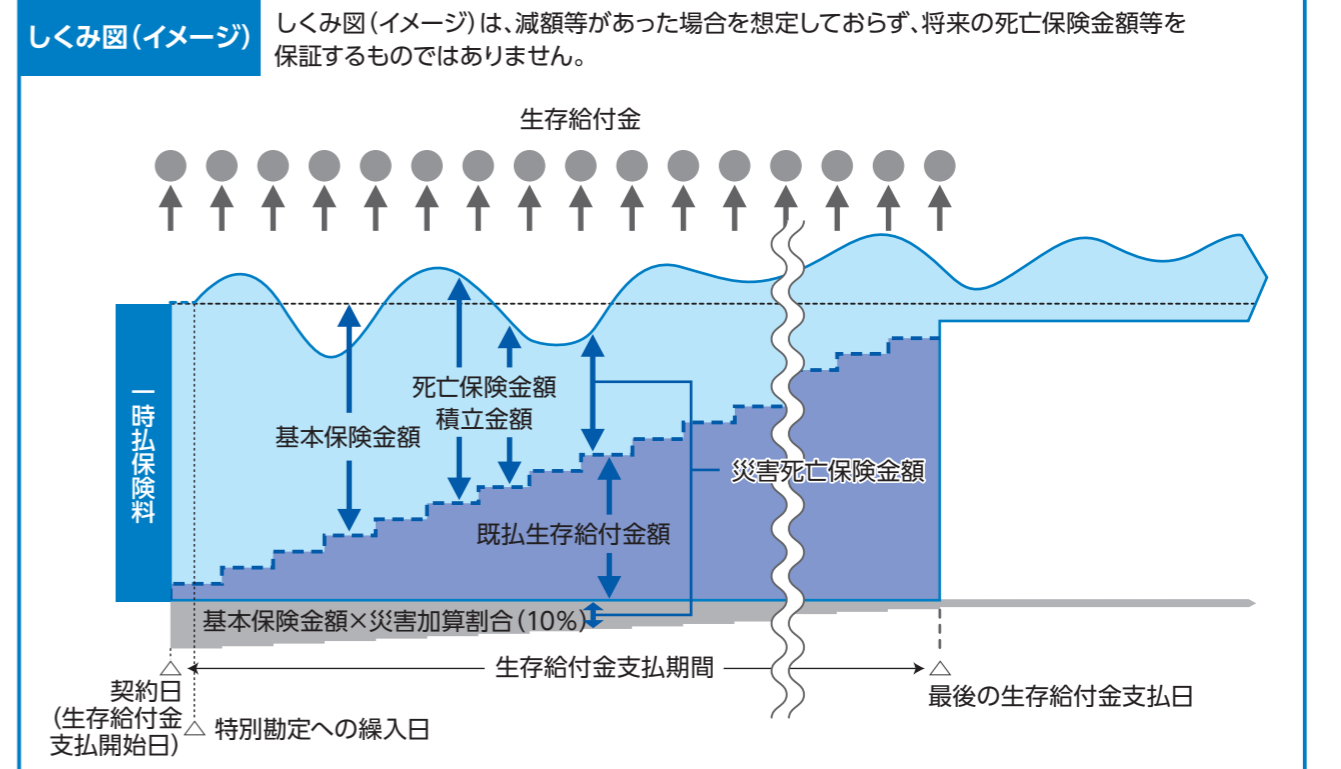 しくみ図(イメージ)
しくみ図(イメージ)は、減額等があった場合を想定しておらず、将来の死亡保険金額等を
保証するものではありません。
生存給付金
一時払保険料
基本保険金額
死亡保険金額
積立金額
災害死亡保険金額
既払生存給付金額
基本保険金額×災害加算割合(10%)
生存給付金支払期間
契約日
(生存給付金
支払開始日)
特別勘定への繰入日
最後の生存給付金支払日